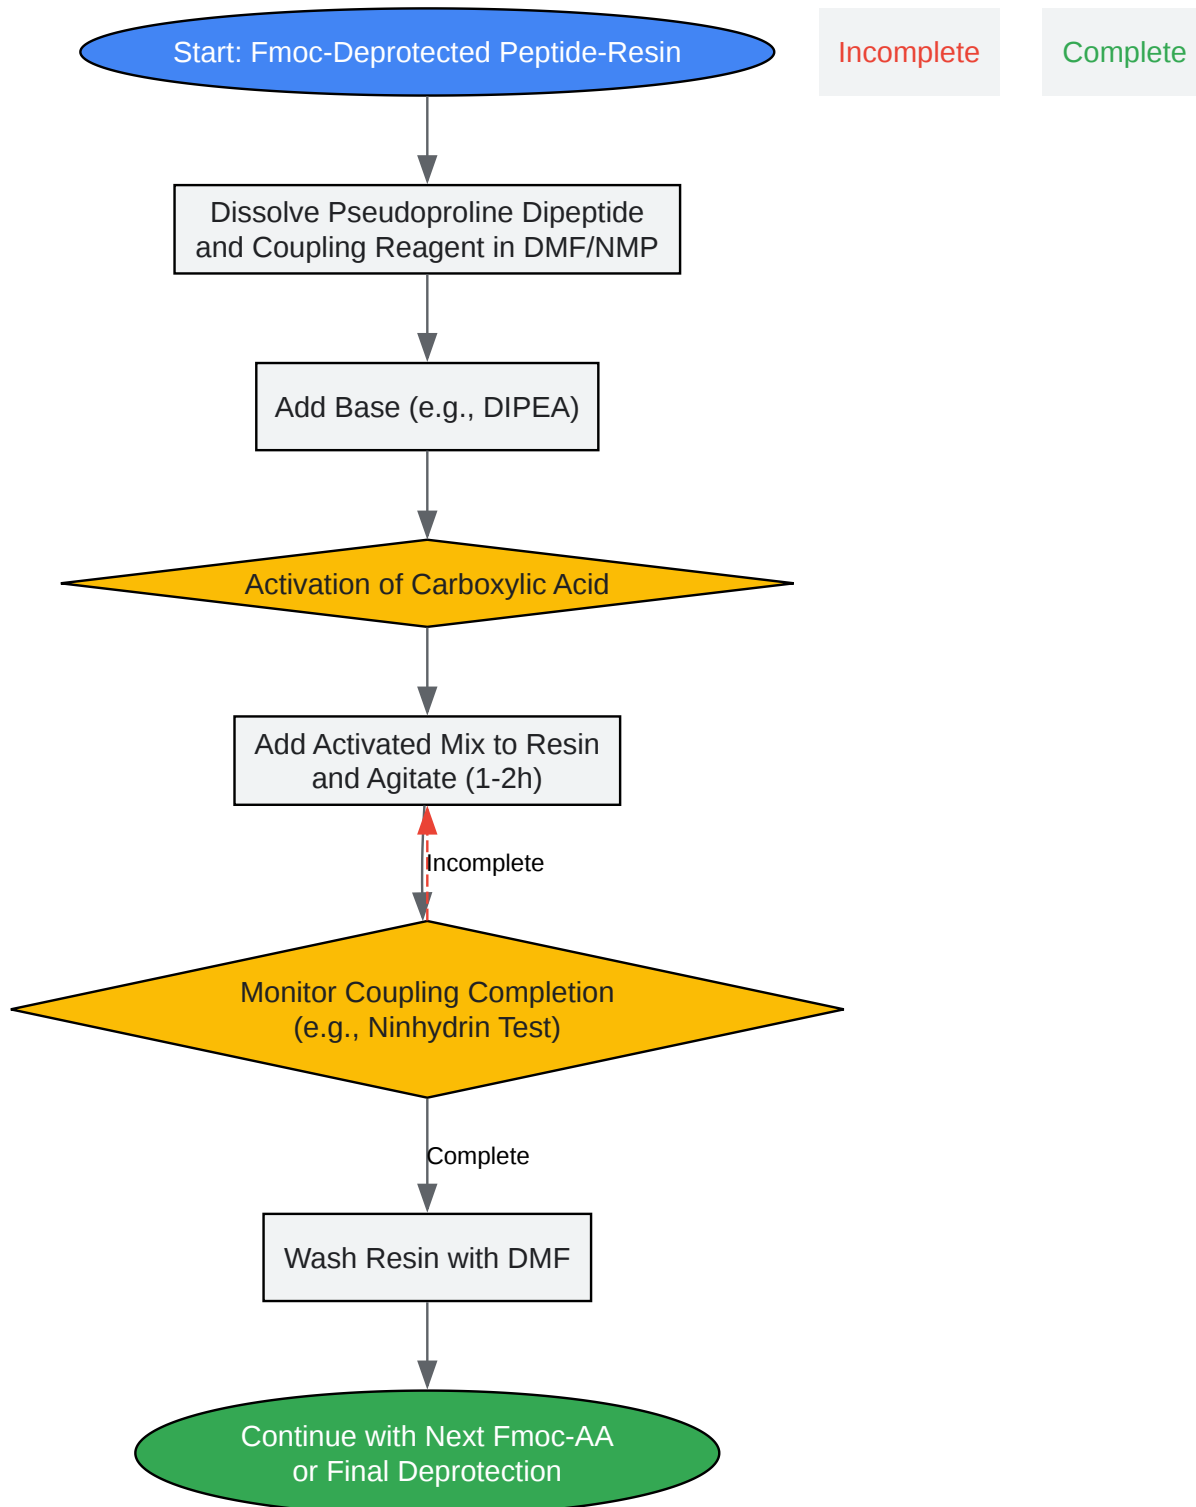 Start: Fmoc-Deprotected Peptide-Resin
Incomplete
Complete
Dissolve Pseudoproline Dipeptide
and Coupling Reagent in DMF/NMP
Add Base (e.g., DIPEA)
Activation of Carboxylic Acid
Add Activated Mix to Resin
and Agitate (1-2h)
Incomplete
Monitor Coupling Completion
(e.g., Ninhydrin Test)
Complete
Wash Resin with DMF
Continue with Next Fmoc-AA
or Final Deprotection